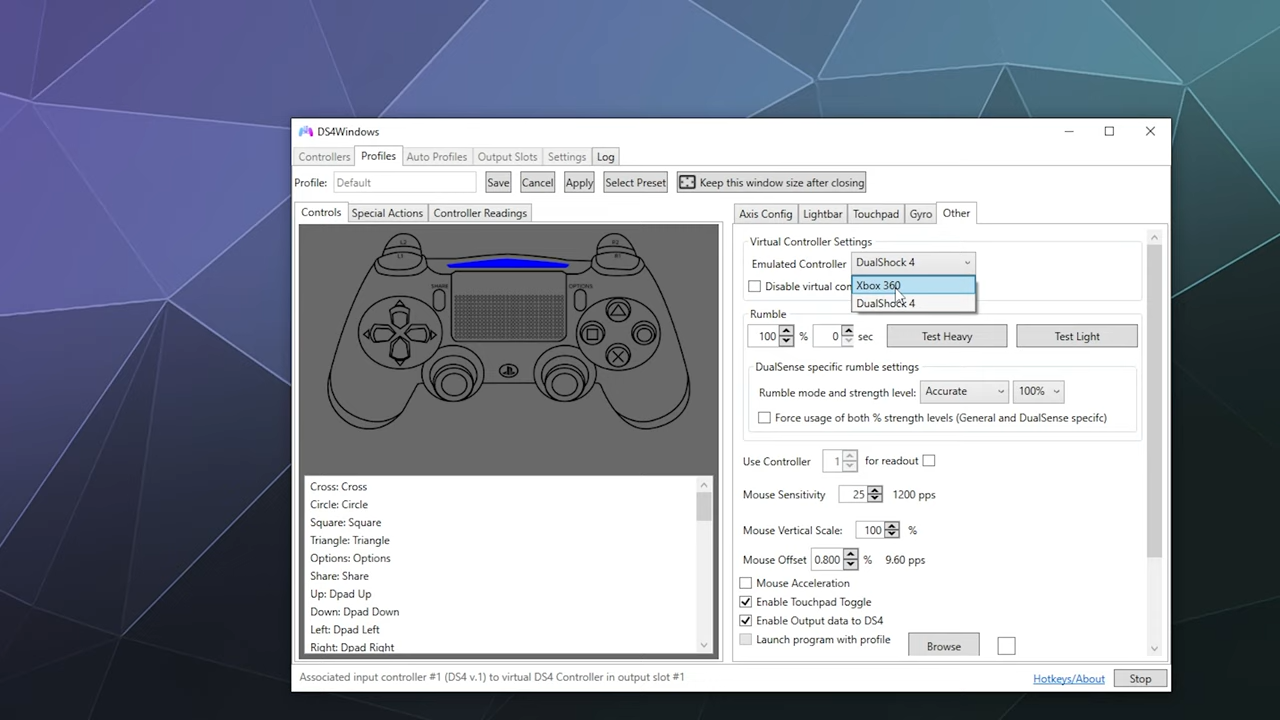 DS4Windows
Controllers Profiles Auto Profiles Output Slots Settings Log
Profile: Default Save Cancel Apply Select Preset Keep this window size after closing
Controls Special Actions Controller Readings
Axis Config Lightbar Touchpad Gyro Other
L2
L1
R2
R1
SHARE
OPTIONS
Cross: Cross
Circle: Circle
Square: Square
Triangle: Triangle
Options: Options
Share: Share
Up: Dpad Up
Down: Dpad Down
Left: Dpad Left
Right: Dpad Right
Virtual Controller Settings
Emulated Controller DualShock 4
Disable virtual con
Xbox 360
DualShock 4
Rumble
100 % 0 sec Test Heavy Test Light
DualSense specific rumble settings
Rumble mode and strength level: Accurate 100%
Force usage of both % strength levels (General and DualSense specifc)
Use Controller 1 for readout
Mouse Sensitivity 25 1200 pps
Mouse Vertical Scale: 100 %
Mouse Offset 0.800 % 9.60 pps
Mouse Acceleration
Enable Touchpad Toggle
Enable Output data to DS4
Launch program with profile Browse
Associated input controller #1 (DS4 v.1) to virtual DS4 Controller in output slot #1
Hotkeys/About Stop